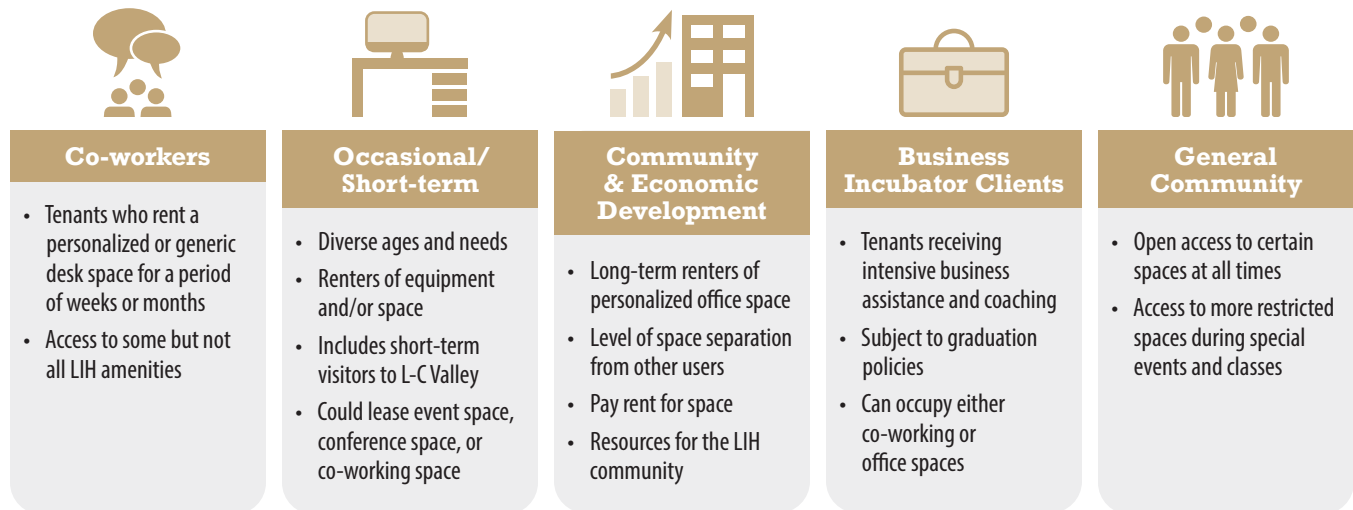 Co-workers
• Tenants who rent a
personalized or generic
desk space for a period
of weeks or months
• Access to some but not
all LIH amenities
Occasional/
Short-term
• Diverse ages and needs
• Renters of equipment
and/or space
• Includes short-term
visitors to L-C Valley
• Could lease event space,
conference space, or
co-working space
Community
& Economic
Development
• Long-term renters of
personalized office space
• Level of space separation
from other users
• Pay rent for space
• Resources for the LIH
community
Business
Incubator Clients
• Tenants receiving
intensive business
assistance and coaching
• Subject to graduation
policies
• Can occupy either
co-working or
office spaces
General
Community
• Open access to certain
spaces at all times
• Access to more restricted
spaces during special
events and classes